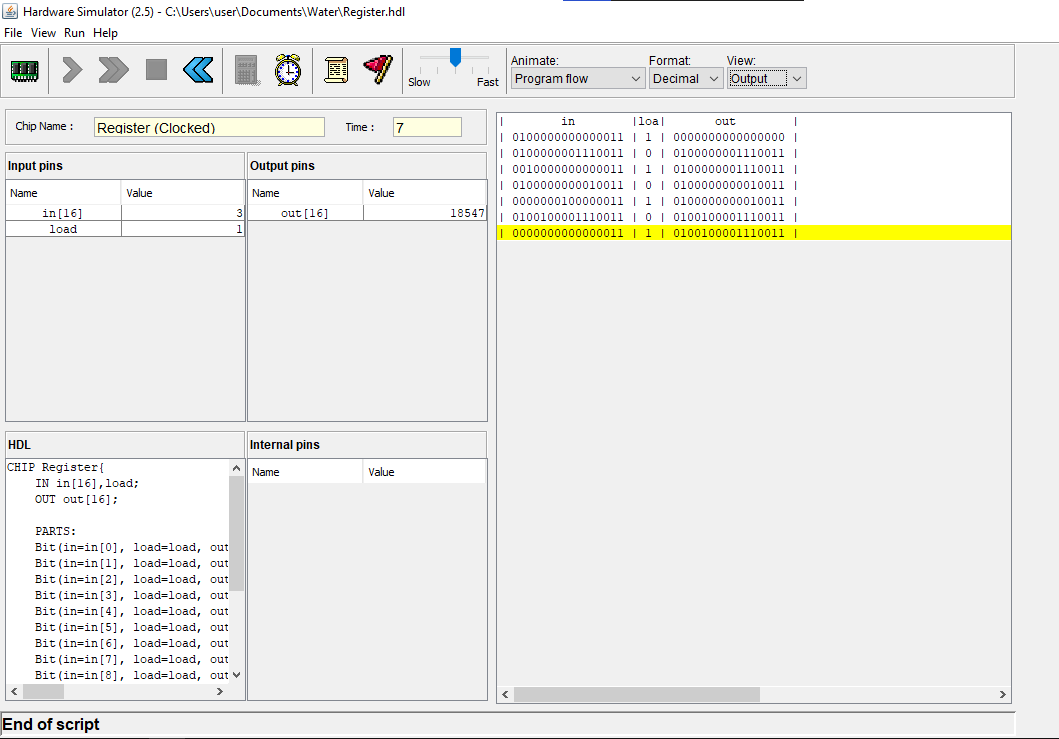 Hardware Simulator (2.5) - C:\Users\user\Documents\Water\Register.hdl
File View Run Help
Slow Fast
Animate: Format: View:
Program flow Decimal Output
Chip Name : Register (Clocked) Time : 7
Input pins
Name Value
in[16] 3
load 1
Output pins
Name Value
out[16] 18547
HDL
CHIP Register{
IN in[16],load;
OUT out[16];
PARTS:
Bit(in=in[0], load=load, out
Bit(in=in[1], load=load, out
Bit(in=in[2], load=load, out
Bit(in=in[3], load=load, out
Bit(in=in[4], load=load, out
Bit(in=in[5], load=load, out
Bit(in=in[6], load=load, out
Bit(in=in[7], load=load, out
Bit(in=in[8], load=load, out
Internal pins
Name Value
| in |loa| out |
| 0100000000000011 | 1 | 0000000000000000 |
| 0100000001110011 | 0 | 0100000001110011 |
| 0010000000000011 | 1 | 0100000001110011 |
| 0100000000010011 | 0 | 0100000000010011 |
| 0000000100000011 | 1 | 0100000000010011 |
| 0100100001110011 | 0 | 0100100001110011 |
| 0000000000000011 | 1 | 0100100001110011 |
End of script